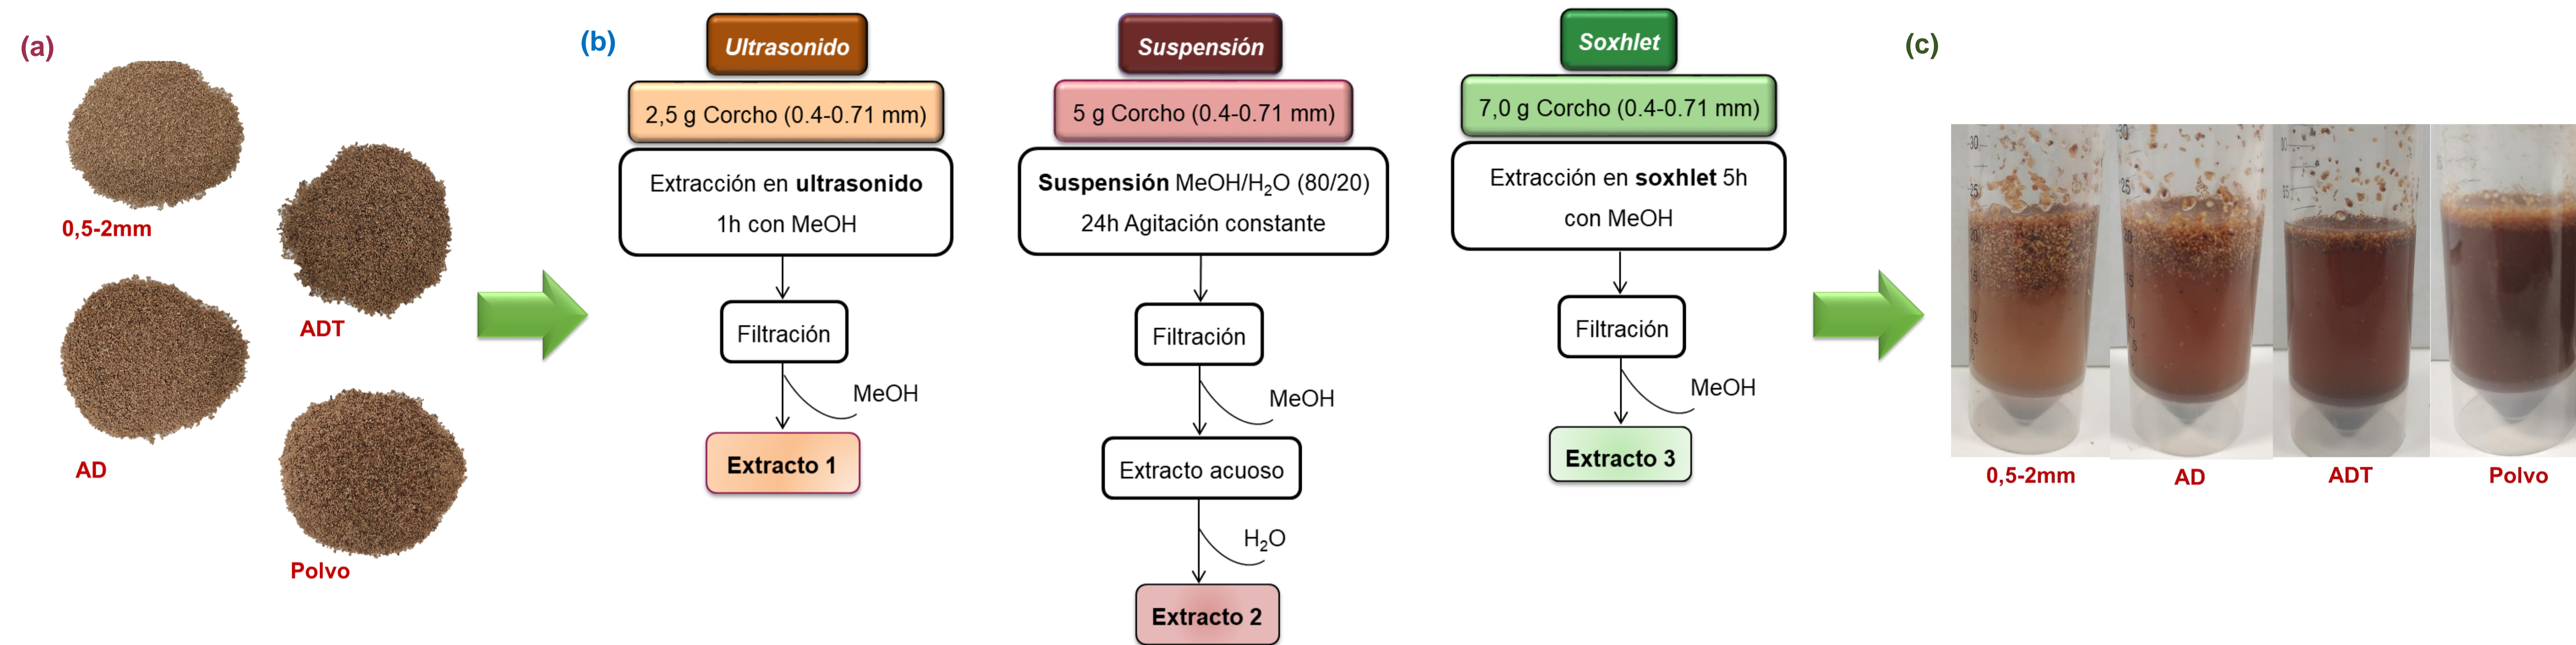 (a)
0,5-2mm
ADT
AD
Polvo
(b)
Ultrasonido
2,5 g Corcho (0.4-0.71 mm)
Extracción en ultrasonido
1h con MeOH
Filtración
MeOH
Extracto 1
Suspensión
5 g Corcho (0.4-0.71 mm)
Suspensión MeOH/H₂O (80/20)
24h Agitación constante
Filtración
MeOH
Extracto acuoso
H₂O
Extracto 2
Soxhlet
7,0 g Corcho (0.4-0.71 mm)
Extracción en soxhlet 5h
con MeOH
Filtración
MeOH
Extracto 3
(c)
0,5-2mm
AD
ADT
Polvo